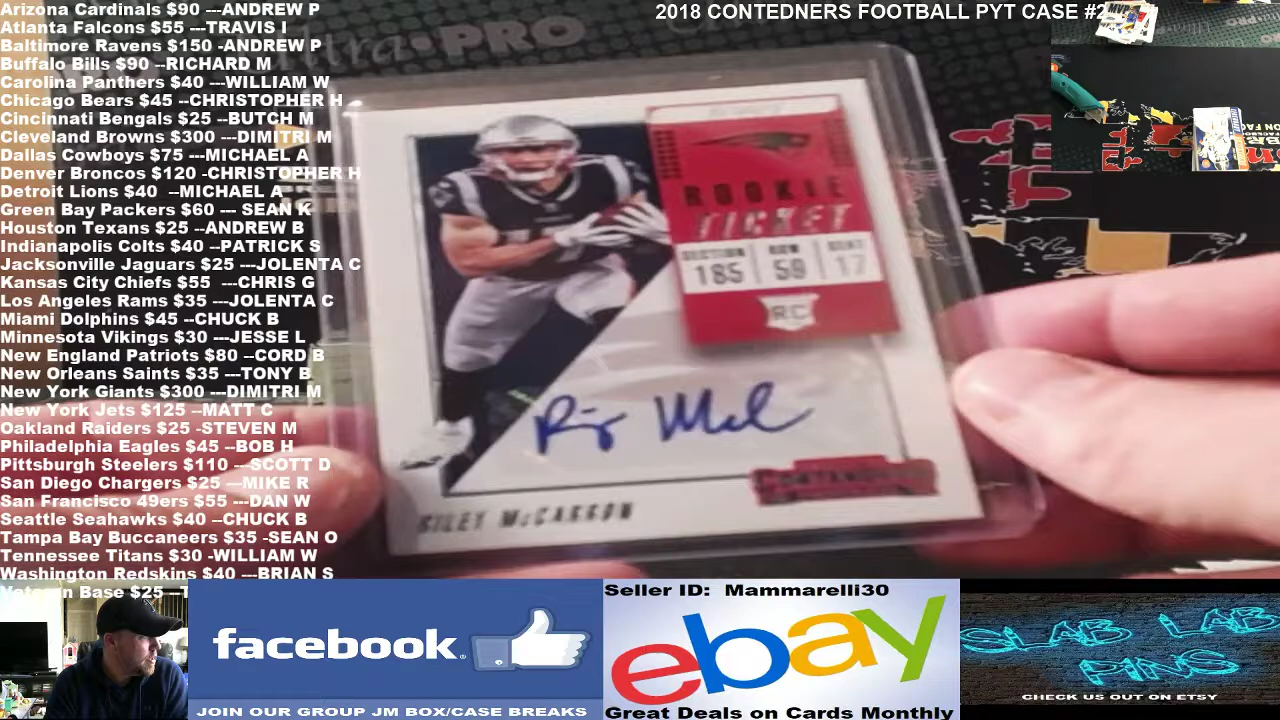 Arizona Cardinals $90 ---ANDREW P
Atlanta Falcons $55 ---TRAVIS I
Baltimore Ravens $150 -ANDREW P
Buffalo Bills $90 --RICHARD M
Carolina Panthers $40 ---WILLIAM W
Chicago Bears $45 --CHRISTOPHER H
Cincinnati Bengals $25 --BUTCH M
Cleveland Browns $300 ---DIMITRI M
Dallas Cowboys $75 ---MICHAEL A
Denver Broncos $120 -CHRISTOPHER H
Detroit Lions $40 --MICHAEL A
Green Bay Packers $60 --- SEAN K
Houston Texans $25 --ANDREW B
Indianapolis Colts $40 --PATRICK S
Jacksonville Jaguars $25 ---JOLENTA C
Kansas City Chiefs $55 ---CHRIS G
Los Angeles Rams $35 ---JOLENTA C
Miami Dolphins $45 --CHUCK B
Minnesota Vikings $30 ---JESSE L
New England Patriots $80 --CORD B
New Orleans Saints $35 ---TONY B
New York Giants $300 ---DIMITRI M
New York Jets $125 --MATT C
Oakland Raiders $25 -STEVEN M
Philadelphia Eagles $45 --BOB H
Pittsburgh Steelers $110 ---SCOTT D
San Diego Chargers $25 ---MIKE R
San Francisco 49ers $55 ---DAN W
Seattle Seahawks $40 --CHUCK B
Tampa Bay Buccaneers $35 -SEAN O
Tennessee Titans $30 -WILLIAM W
Washington Redskins $40 ---BRIAN S
Base $25
2018 CONTEDNERS FOOTBALL PYT CASE #2
PRO
MVP
ROOKIE
TICKET
SECTION ROW SEAT
185 59 17
RC
CONTENDERS
RILEY McCARRON
facebook.
JOIN OUR GROUP JM BOX/CASE BREAKS
Seller ID: Mammarelli30
ebay
Great Deals on Cards Monthly
SLAB LAB
PINS
CHECK US OUT ON ETSY